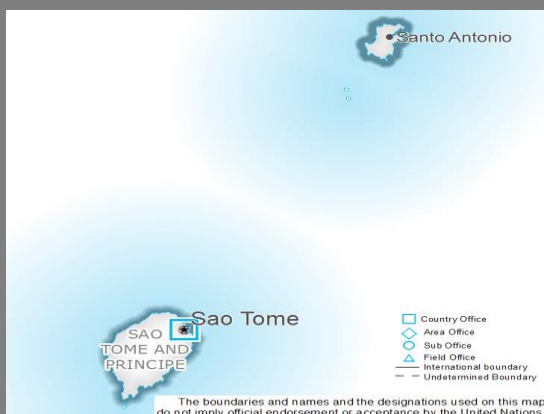 Santo Antonio
Sao Tome
SAO
TOME AND
PRINCIPE
Country Office
Area Office
Sub Office
Field Office
International boundary
Undetermined Boundary
The boundaries and names and the designations used on this map
do not imply official endorsement or acceptance by the United Nations